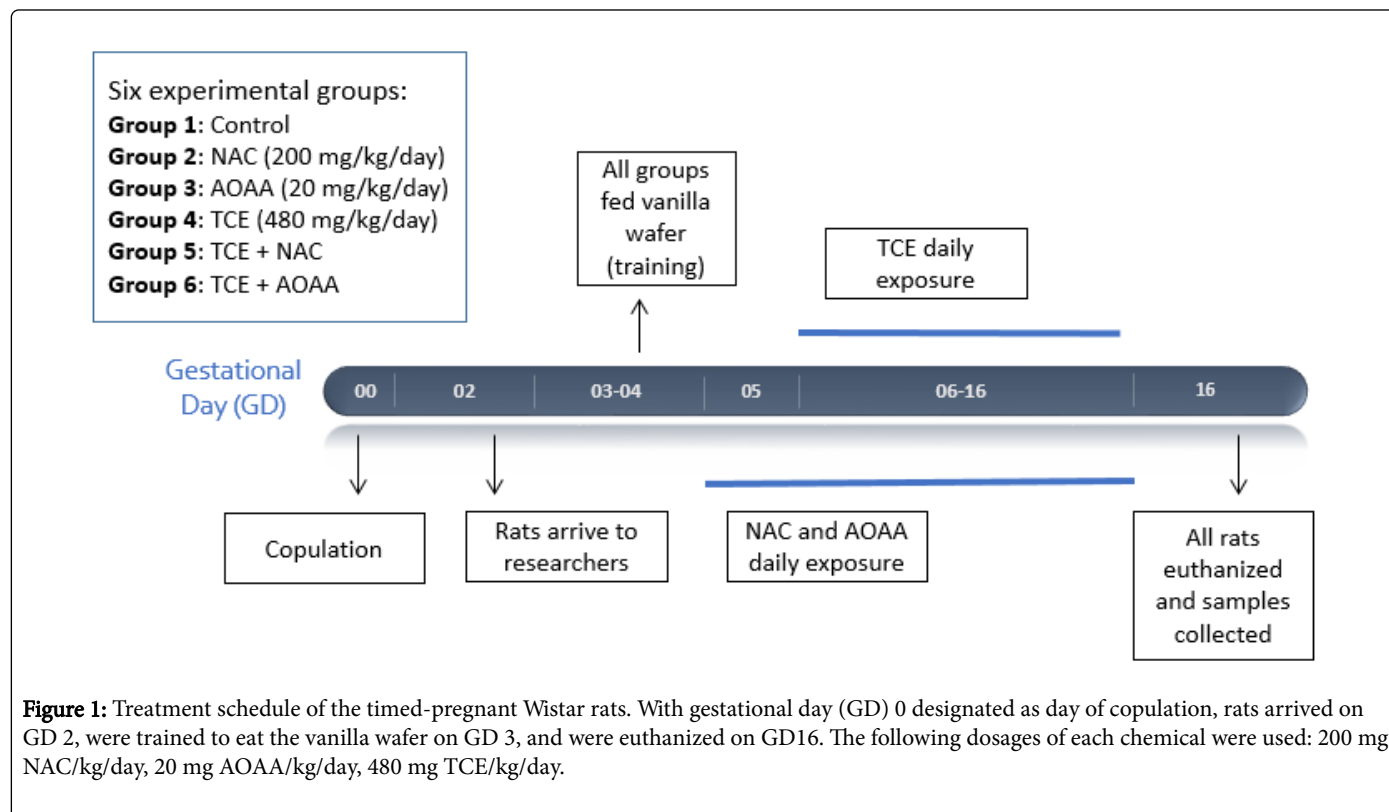 Six experimental groups:
Group 1: Control
Group 2: NAC (200 mg/kg/day)
Group 3: AOAA (20 mg/kg/day)
Group 4: TCE (480 mg/kg/day)
Group 5: TCE + NAC
Group 6: TCE + AOAA
All groups
fed vanilla
wafer
(training)
TCE daily
exposure
Gestational
Day (GD)
00 02 03-04 05 06-16 16
Copulation
Rats arrive to
researchers
NAC and AOAA
daily exposure
All rats
euthanized
and samples
collected
Figure 1: Treatment schedule of the timed-pregnant Wistar rats. With gestational day (GD) 0 designated as day of copulation, rats arrived on
GD 2, were trained to eat the vanilla wafer on GD 3, and were euthanized on GD16. The following dosages of each chemical were used: 200 mg
NAC/kg/day, 20 mg AOAA/kg/day, 480 mg TCE/kg/day.